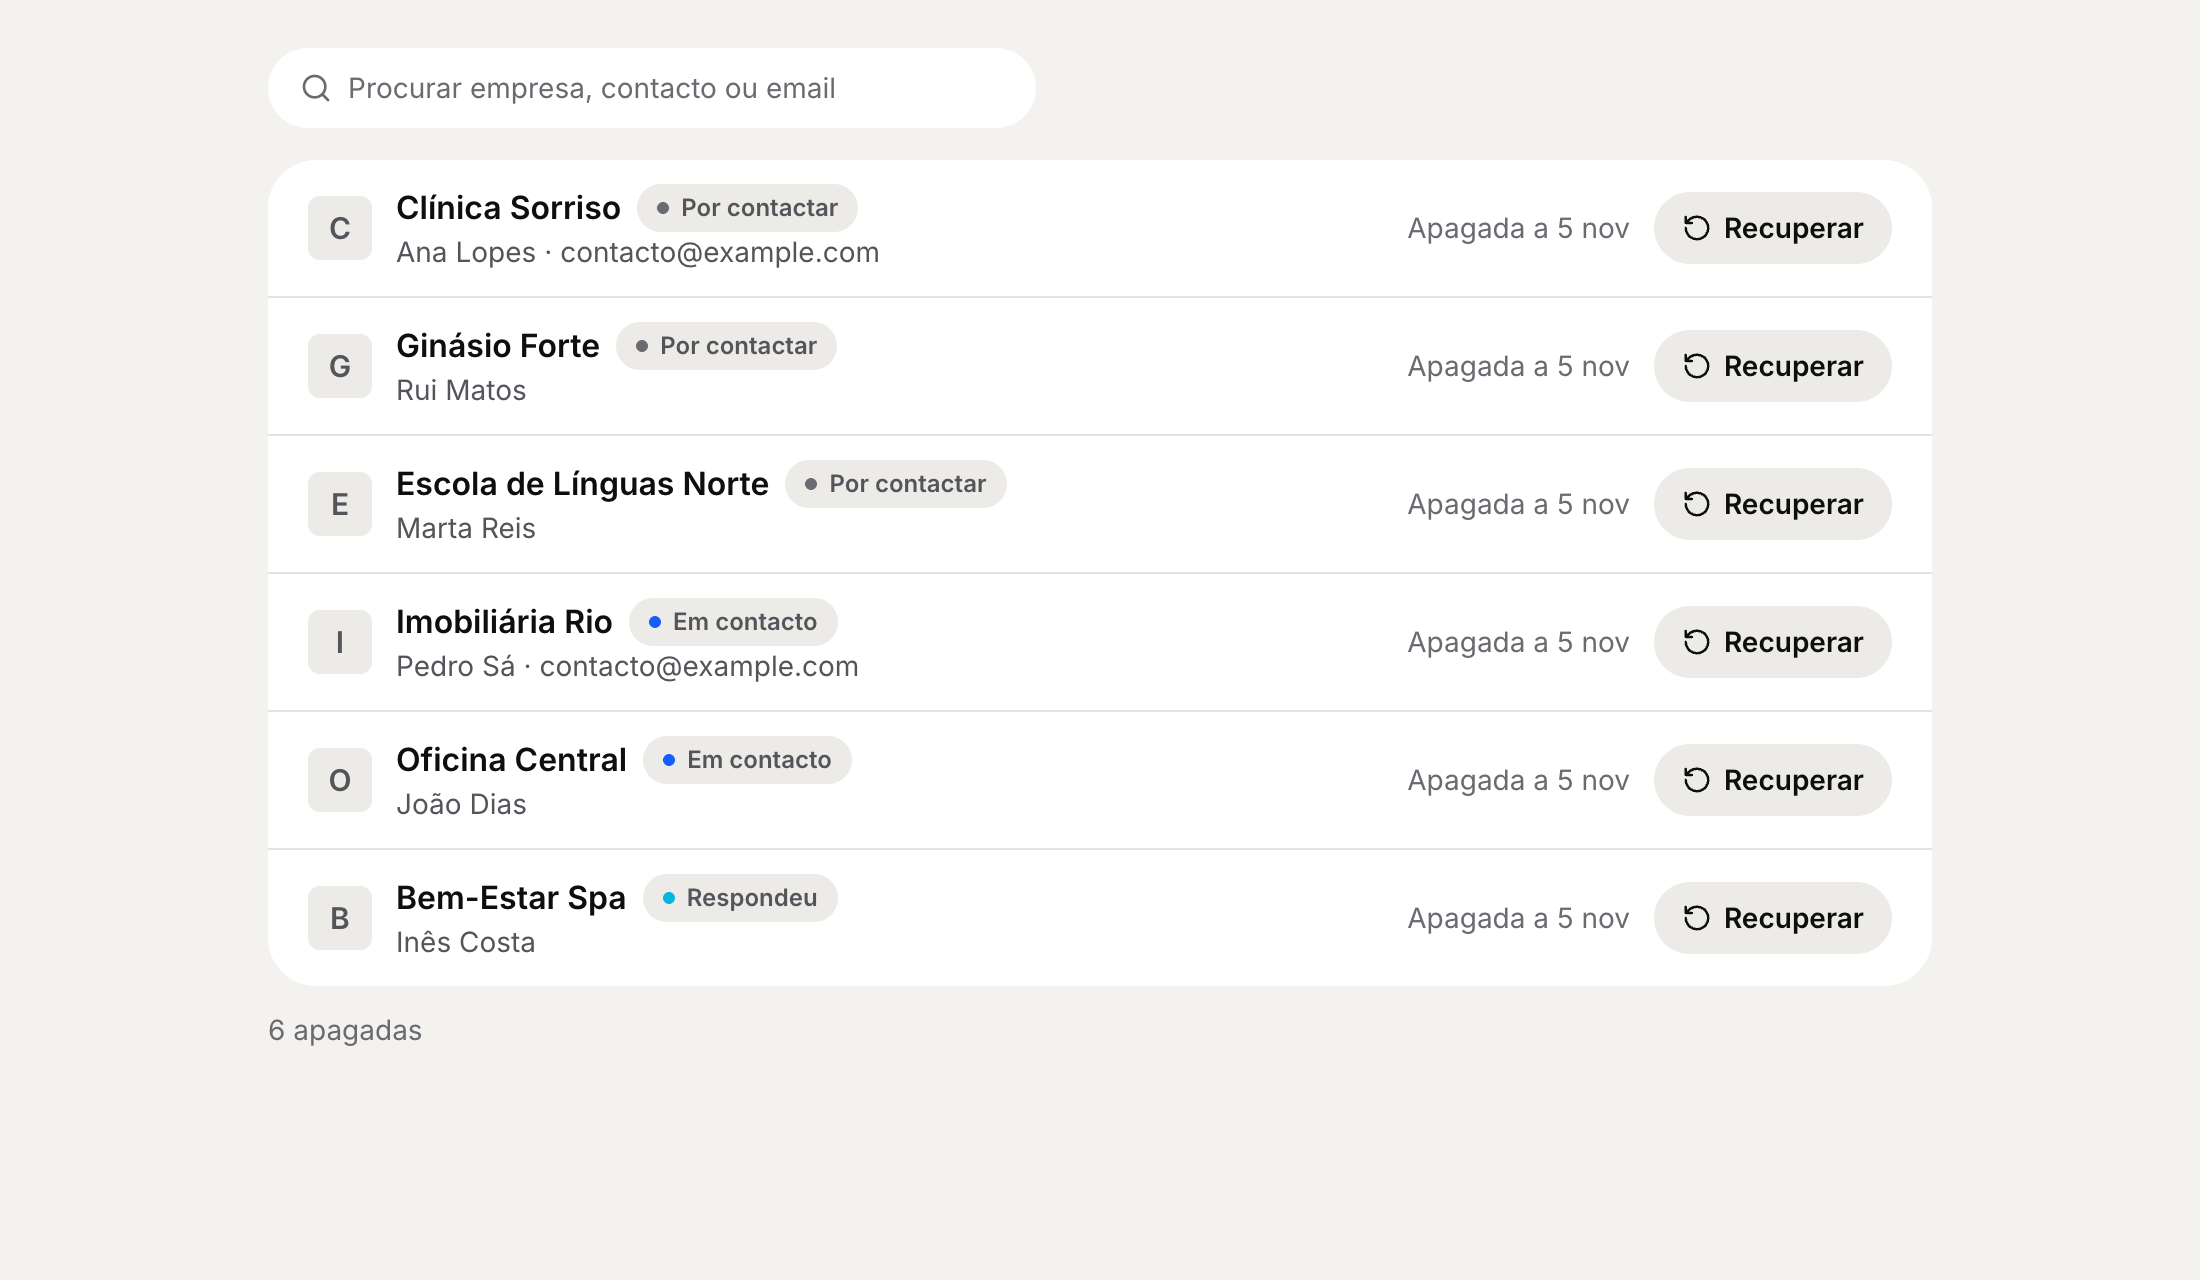 Procurar empresa, contacto ou email
C
Clínica Sorriso
Por contactar
Ana Lopes · contacto@example.com
Apagada a 5 nov
Recuperar
G
Ginásio Forte
Por contactar
Rui Matos
Apagada a 5 nov
Recuperar
E
Escola de Línguas Norte
Por contactar
Marta Reis
Apagada a 5 nov
Recuperar
I
Imobiliária Rio
Em contacto
Pedro Sá · contacto@example.com
Apagada a 5 nov
Recuperar
O
Oficina Central
Em contacto
João Dias
Apagada a 5 nov
Recuperar
B
Bem-Estar Spa
Respondeu
Inês Costa
Apagada a 5 nov
Recuperar
6 apagadas